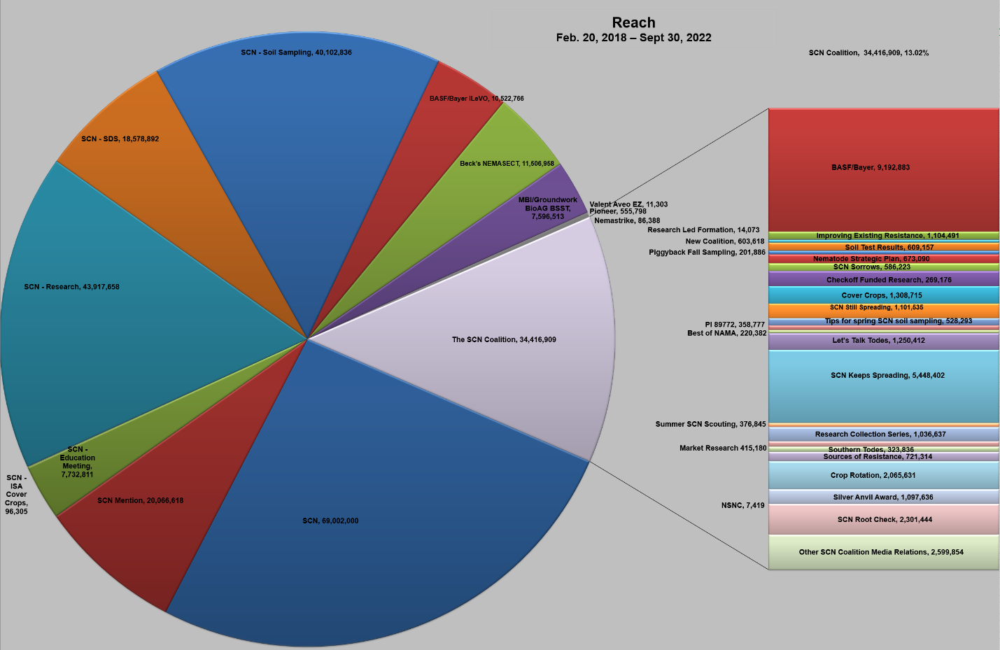 Reach
Feb. 20, 2018 – Sept 30, 2022
SCN Coalition, 34,416,909, 13.02%
SCN - Soil Sampling, 40,102,836
BASF/Bayer ILeVO, 10,522,766
Beck's NEMASECT, 11,506,958
MBI/Groundwork
BioAG BSST,
7,596,513
Valent Aveo EZ, 11,303
Pioneer, 555,798
Nemastrike, 86,388
The SCN Coalition, 34,416,909
SCN, 69,002,000
SCN Mention, 20,066,618
SCN -
Education
Meeting,
7,732,811
SCN -
ISA
Cover
Crops,
96,305
SCN - Research, 43,917,658
SCN - SDS, 18,578,892
BASF/Bayer, 9,192,883
Research Led Formation, 14,073
Improving Existing Resistance, 1,104,491
New Coalition, 603,618
Soil Test Results, 609,157
Piggyback Fall Sampling, 201,886
Nematode Strategic Plan, 673,090
SCN Sorrows, 586,223
Checkoff Funded Research, 269,176
Cover Crops, 1,308,715
SCN Still Spreading, 1,101,535
Tips for spring SCN soil sampling, 528,293
PI 89772, 358,777
Best of NAMA, 220,382
Let's Talk Todes, 1,250,412
SCN Keeps Spreading, 5,448,402
Summer SCN Scouting, 376,845
Research Collection Series, 1,036,637
Market Research 415,180
Southern Todes, 323,836
Sources of Resistance, 721,314
Crop Rotation, 2,065,631
Silver Anvil Award, 1,097,636
NSNC, 7,419
SCN Root Check, 2,301,444
Other SCN Coalition Media Relations, 2,599,854